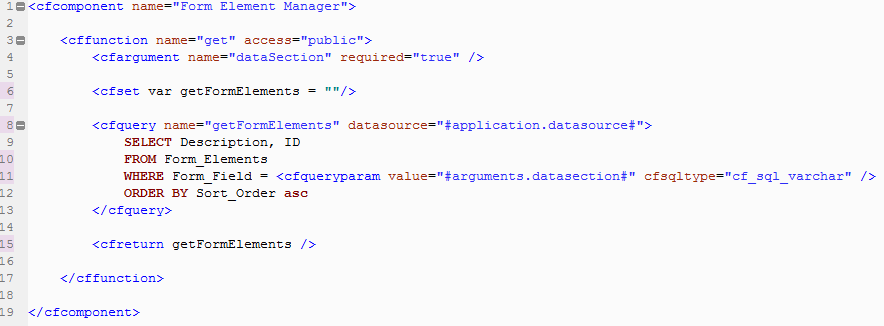 1 <cfcomponent name="Form Element Manager">
2
3 <cffunction name="get" access="public">
4 <cfargument name="dataSection" required="true" />
5
6 <cfset var getFormElements = ""/>
7
8 <cfquery name="getFormElements" datasource="#application.datasource#">
9 SELECT Description, ID
10 FROM Form_Elements
11 WHERE Form_Field = <cfqueryparam value="#arguments.datasection#" cfsqltype="cf_sql_varchar" />
12 ORDER BY Sort_Order asc
13 </cfquery>
14
15 <cfreturn getFormElements />
16
17 </cffunction>
18
19 </cfcomponent>